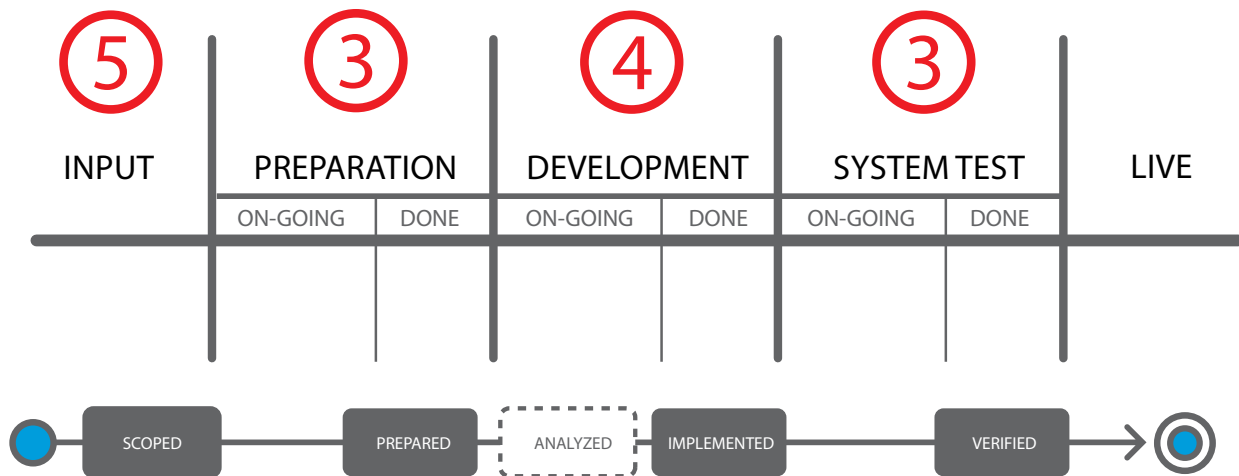 5 3 4 3
INPUT PREPARATION DEVELOPMENT SYSTEM TEST LIVE
ON-GOING DONE ON-GOING DONE ON-GOING DONE
SCOPED PREPARED ANALYZED IMPLEMENTED VERIFIED